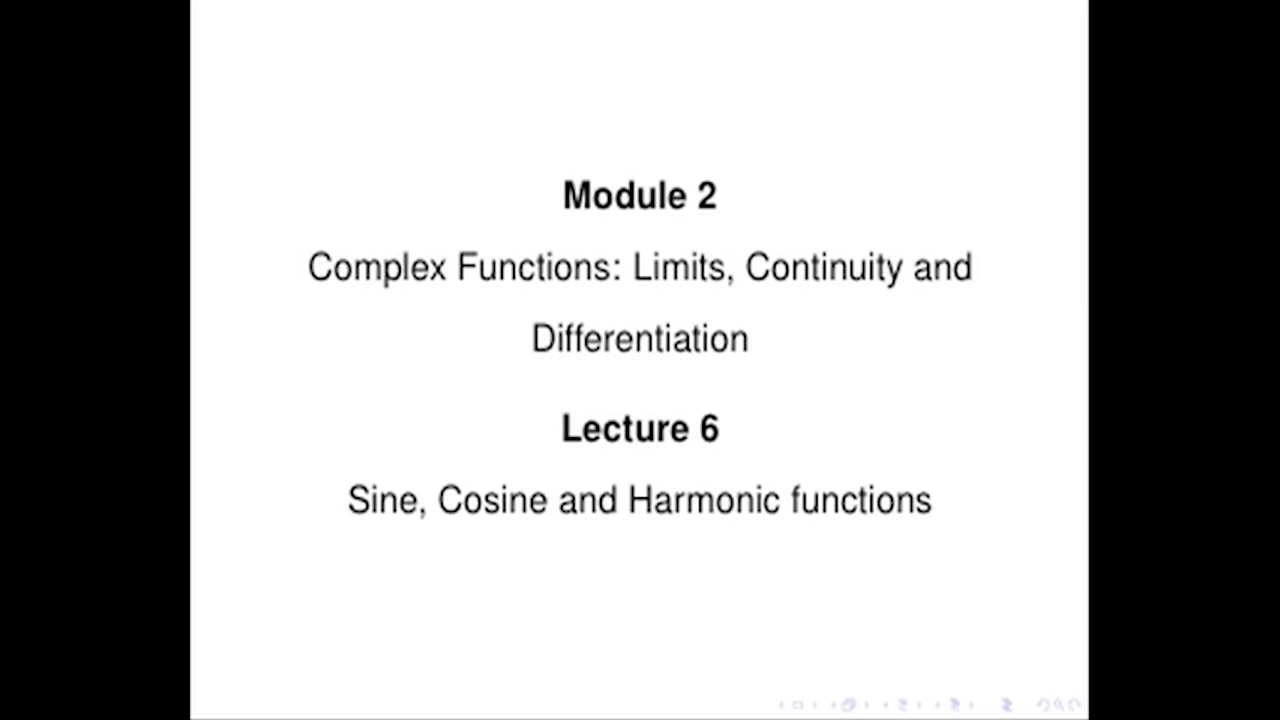 Module 2
Complex Functions: Limits, Continuity and
Differentiation
Lecture 6
Sine, Cosine and Harmonic functions